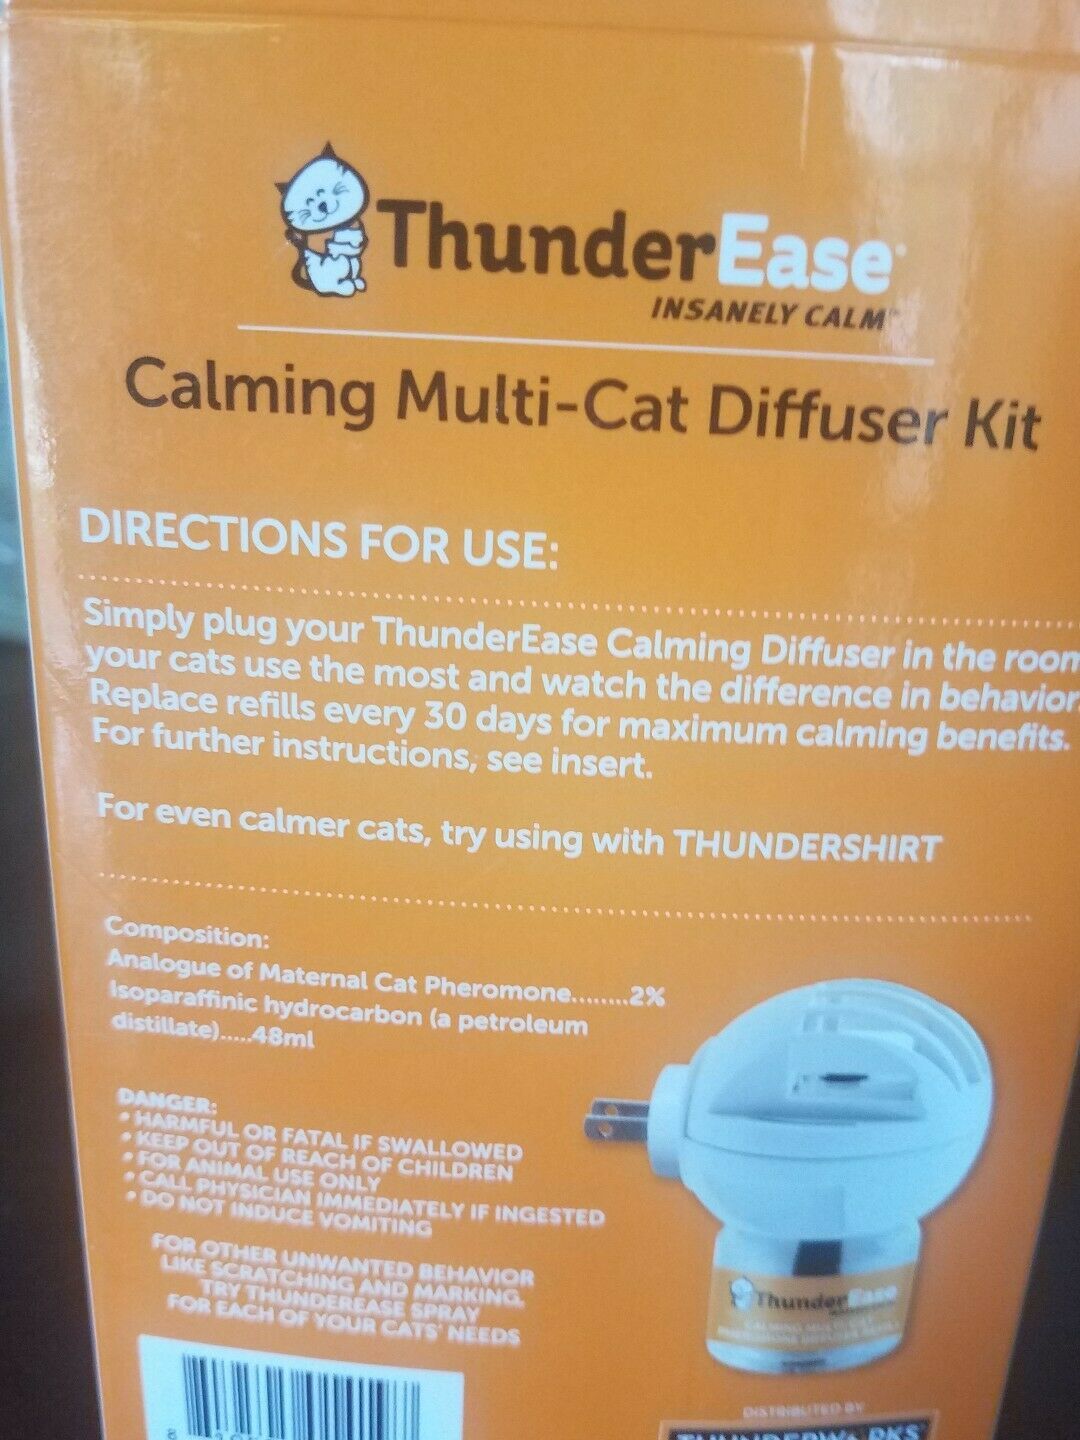 ThunderEase
INSANELY CALM™
Calming Multi-Cat Diffuser Kit
DIRECTIONS FOR USE:
Simply plug your ThunderEase Calming Diffuser in the room
your cats use the most and watch the difference in behavior.
Replace refills every 30 days for maximum calming benefits.
For further instructions, see insert.
For even calmer cats, try using with THUNDERSHIRT
Composition:
Analogue of Maternal Cat Pheromone........2%
Isoparaffinic hydrocarbon (a petroleum
distillate).....48ml
DANGER:
• HARMFUL OR FATAL IF SWALLOWED
• KEEP OUT OF REACH OF CHILDREN
• FOR ANIMAL USE ONLY
• CALL PHYSICIAN IMMEDIATELY IF INGESTED
• DO NOT INDUCE VOMITING
FOR OTHER UNWANTED BEHAVIOR
LIKE SCRATCHING AND MARKING,
TRY THUNDEREASE SPRAY
FOR EACH OF YOUR CATS' NEEDS
ThunderEase
DISTRIBUTED BY
THUNDERWORKS
8